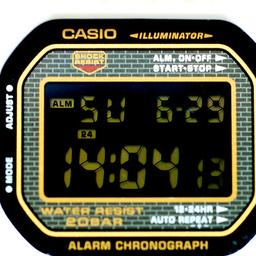 CASIO ILLUMINATOR
SHOCK RESIST
ALM. ON·OFF
START·STOP
ADJUST
MODE
ALM SU 6-29
24
14:04 13
WATER RESIST
20BAR
12·24HR
AUTO REPEAT
ALARM CHRONOGRAPH